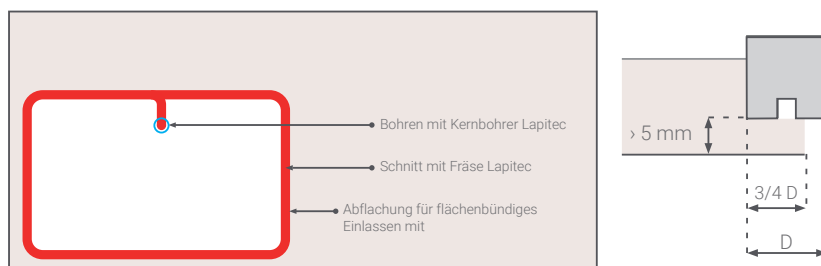 Bohren mit Kernbohrer Lapitec
Schnitt mit Fräse Lapitec
Abflachung für flächenbündiges
Einlassen mit
› 5 mm
3/4 D
D